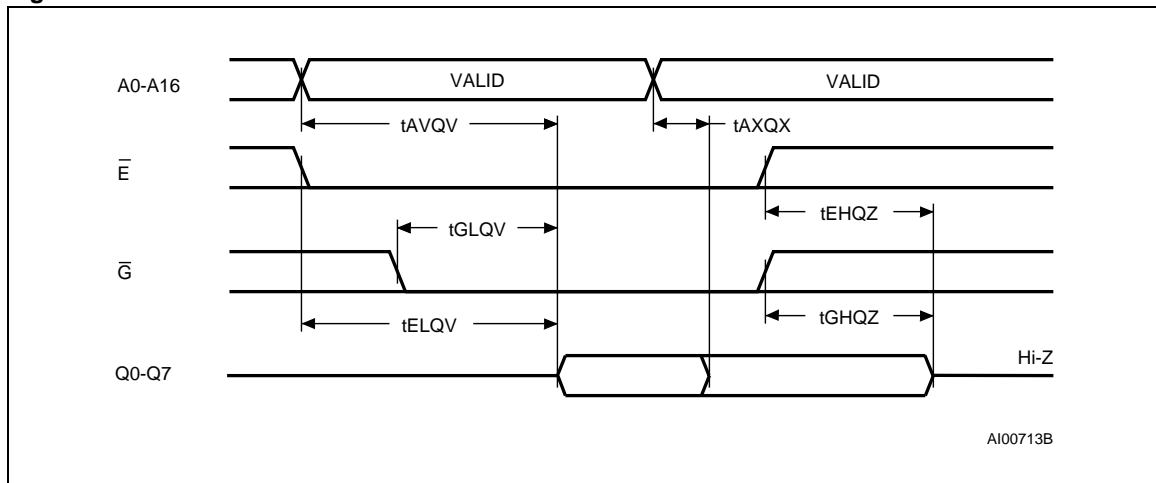 A0-A16
VALID
VALID
tAVQV
tAXQX
E̅
tEHQZ
tGLQV
G̅
tGHQZ
tELQV
Hi-Z
Q0-Q7
AI00713B